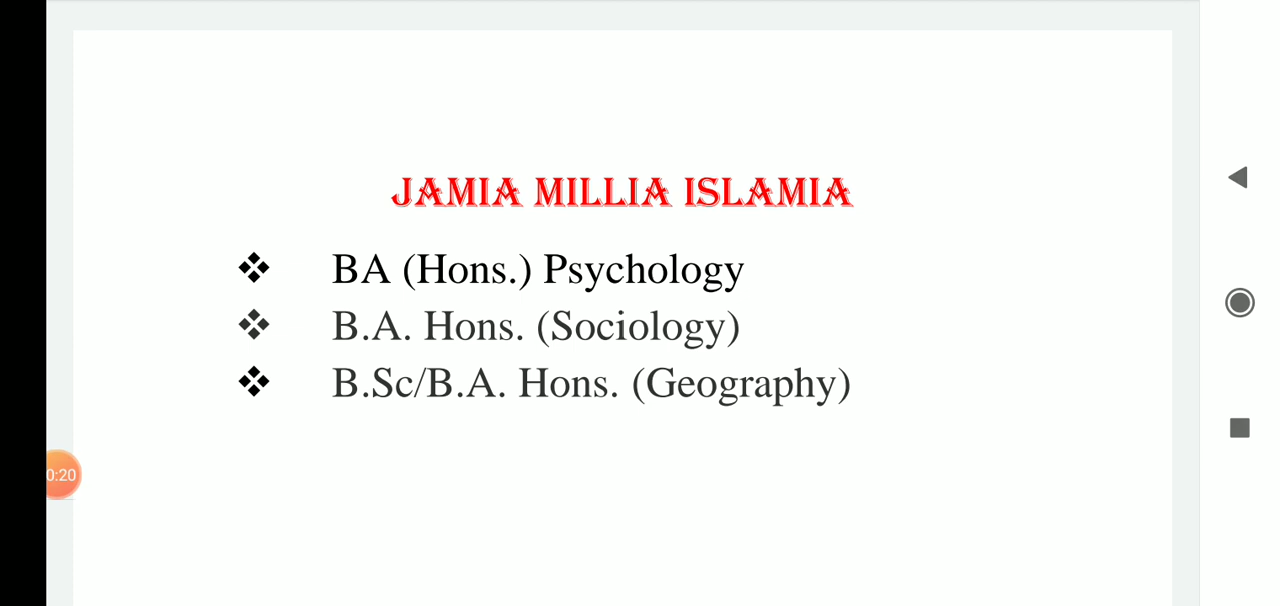 JAMIA MILLIA ISLAMIA
❖ BA (Hons.) Psychology
❖ B.A. Hons. (Sociology)
❖ B.Sc/B.A. Hons. (Geography)
0:20